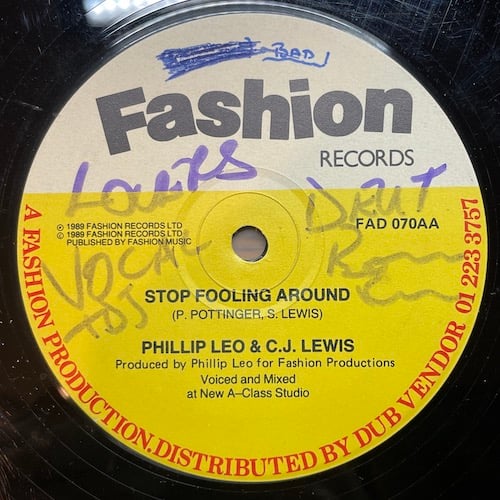 BAD
Fashion
RECORDS
LOVERS
℗ 1989 FASHION RECORDS LTD
© 1989 FASHION RECORDS LTD
PUBLISHED BY FASHION MUSIC
FAD 070AA
VOCAL
STOP FOOLING AROUND
(P. POTTINGER, S. LEWIS)
PHILLIP LEO & C.J. LEWIS
Produced by Phillip Leo for Fashion Productions
Voiced and Mixed
at New A-Class Studio
A FASHION PRODUCTION. DISTRIBUTED BY DUB VENDOR 01 223 3757